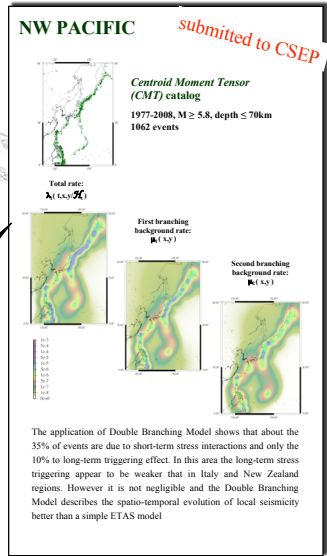 NW PACIFIC
submitted to CSEP
Centroid Moment Tensor
(CMT) catalog
1977-2008, M ≥ 5.8, depth ≤ 70km
1062 events
Total rate:
First branching
background rate:
Second branching
background rate:
The application of Double Branching Model shows that about the
35% of events are due to short-term stress interactions and only the
10% to long-term triggering effect. In this area the long-term stress
triggering appear to be weaker that in Italy and New Zealand
regions. However it is not negligible and the Double Branching
Model describes the spatio-temporal evolution of local seismicity
better than a simple ETAS model